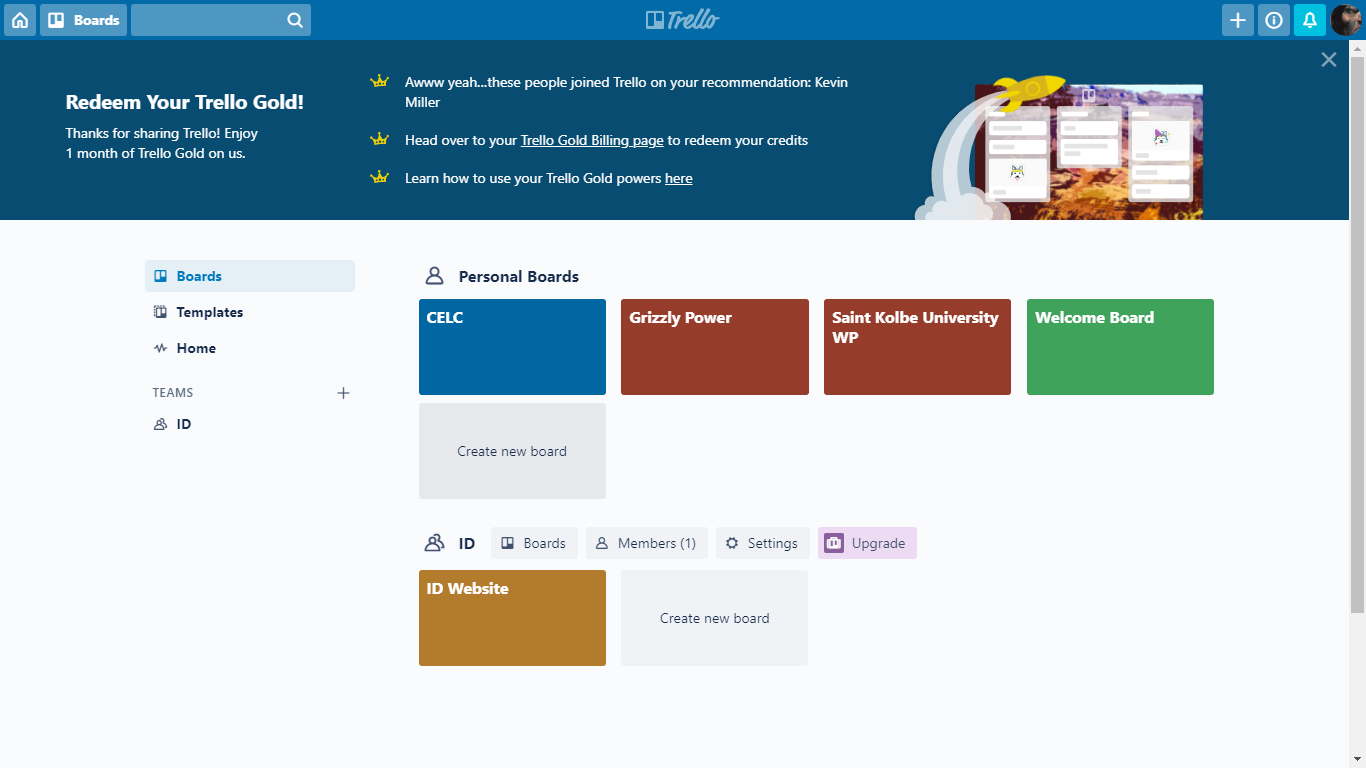 Boards
Trello
Redeem Your Trello Gold!
Thanks for sharing Trello! Enjoy
1 month of Trello Gold on us.
Awww yeah...these people joined Trello on your recommendation: Kevin
Miller
Head over to your Trello Gold Billing page to redeem your credits
Learn how to use your Trello Gold powers here
Boards
Templates
Home
TEAMS
ID
Personal Boards
CELC
Grizzly Power
Saint Kolbe University
WP
Welcome Board
Create new board
ID
Boards
Members (1)
Settings
Upgrade
ID Website
Create new board